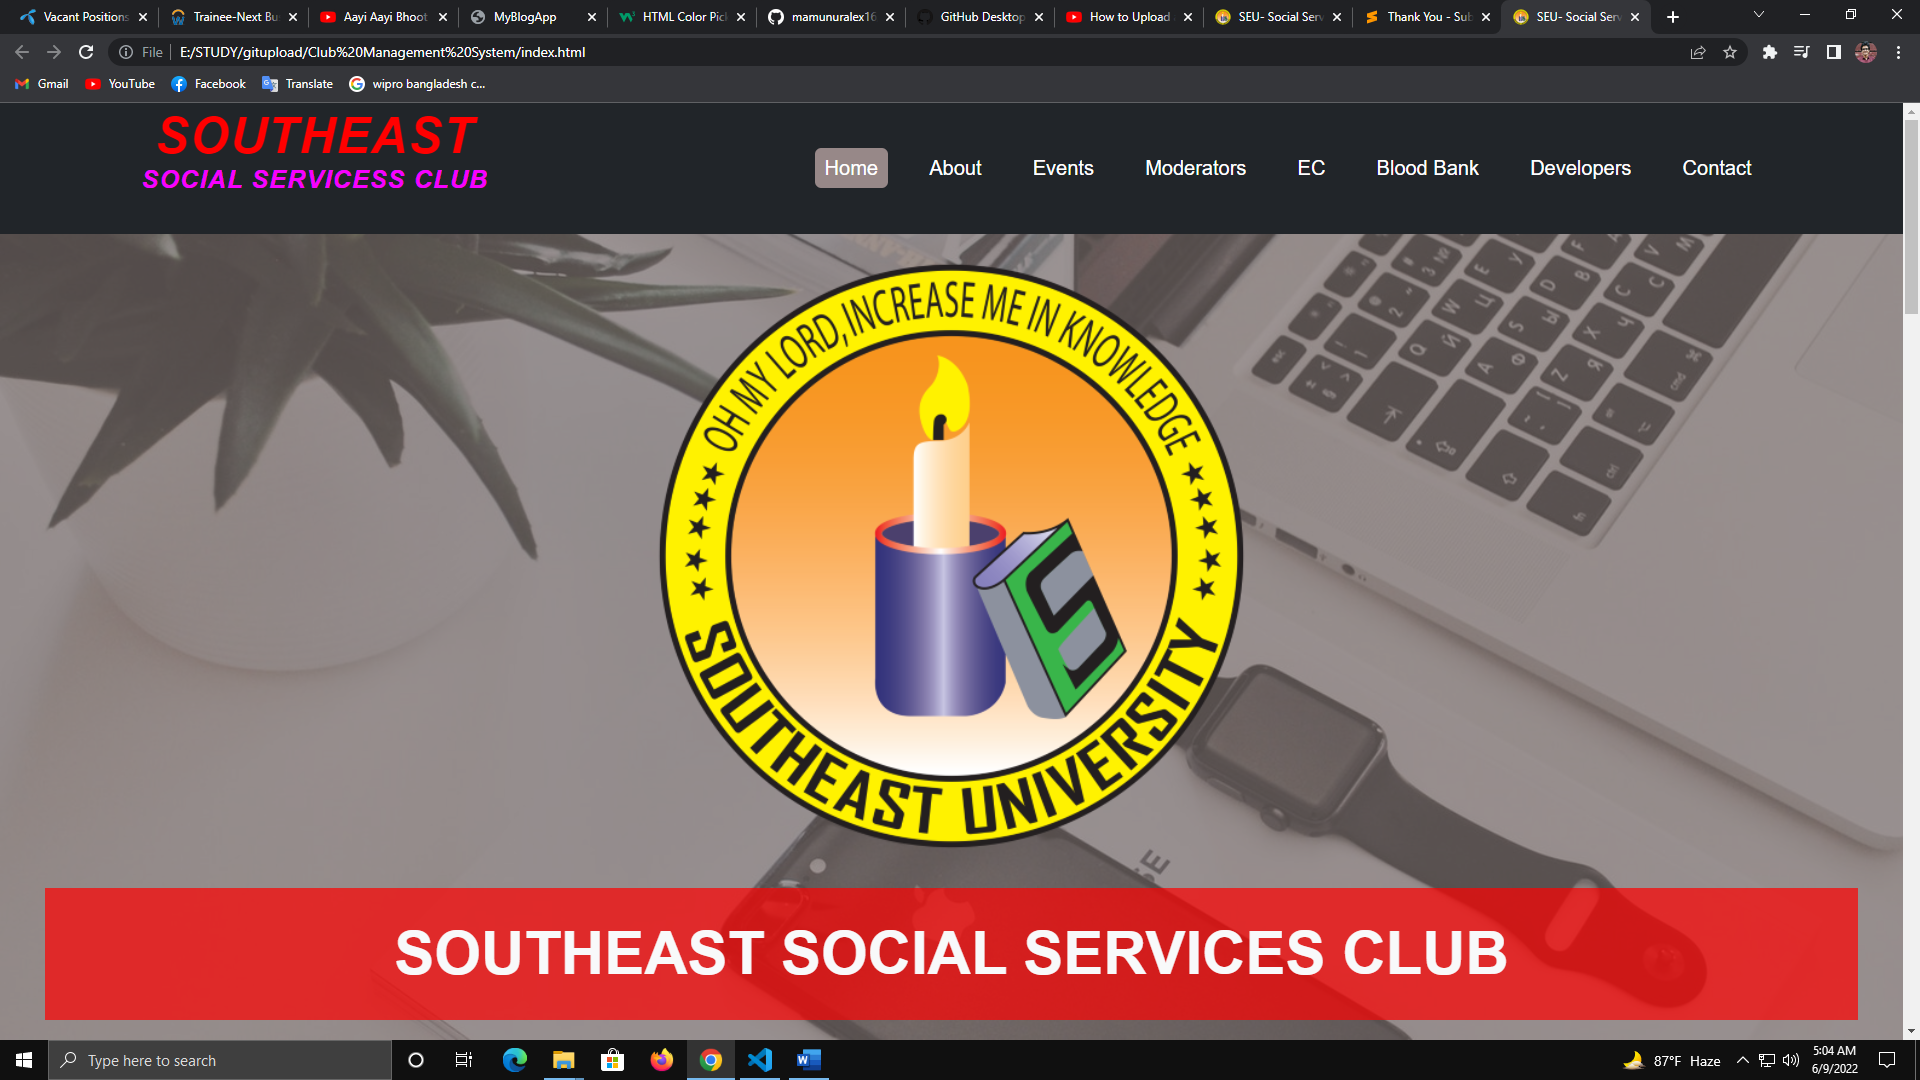 Vacant Positions
Trainee-Next Bu
Aayi Aayi Bhoot
MyBlogApp
HTML Color Pic
mamunuralex16
GitHub Desktop
How to Upload
SEU- Social Serv
Thank You - Sub
SEU- Social Serv
File
E:/STUDY/gitupload/Club%20Management%20System/index.html
Gmail
YouTube
Facebook
Translate
wipro bangladesh c...
SOUTHEAST
SOCIAL SERVICESS CLUB
Home
About
Events
Moderators
EC
Blood Bank
Developers
Contact
OH MY LORD, INCREASE ME IN KNOWLEDGE
SOUTHEAST UNIVERSITY
SOUTHEAST SOCIAL SERVICES CLUB
Type here to search
87°F Haze
5:04 AM
6/9/2022